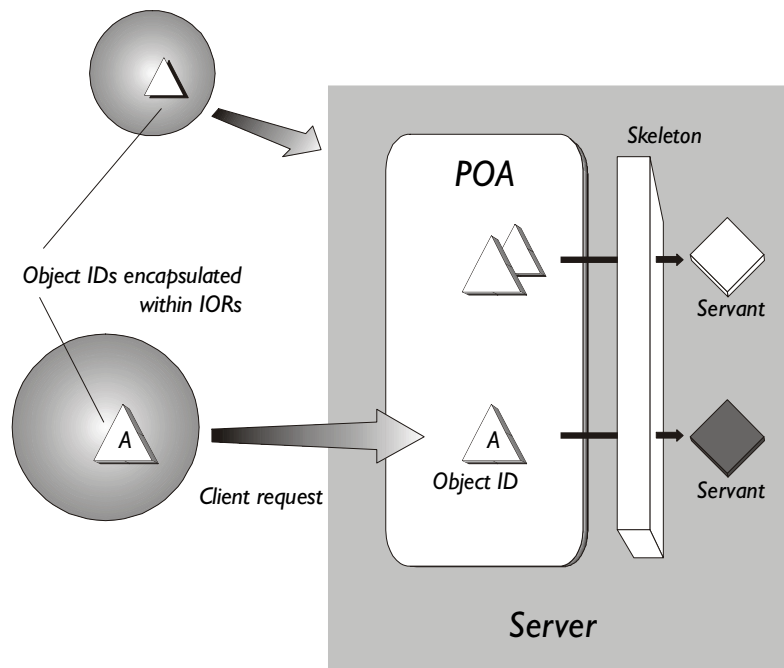 Skeleton
POA
Object IDs encapsulated
within IORs
Servant
A
A
Object ID
Client request
Servant
Server